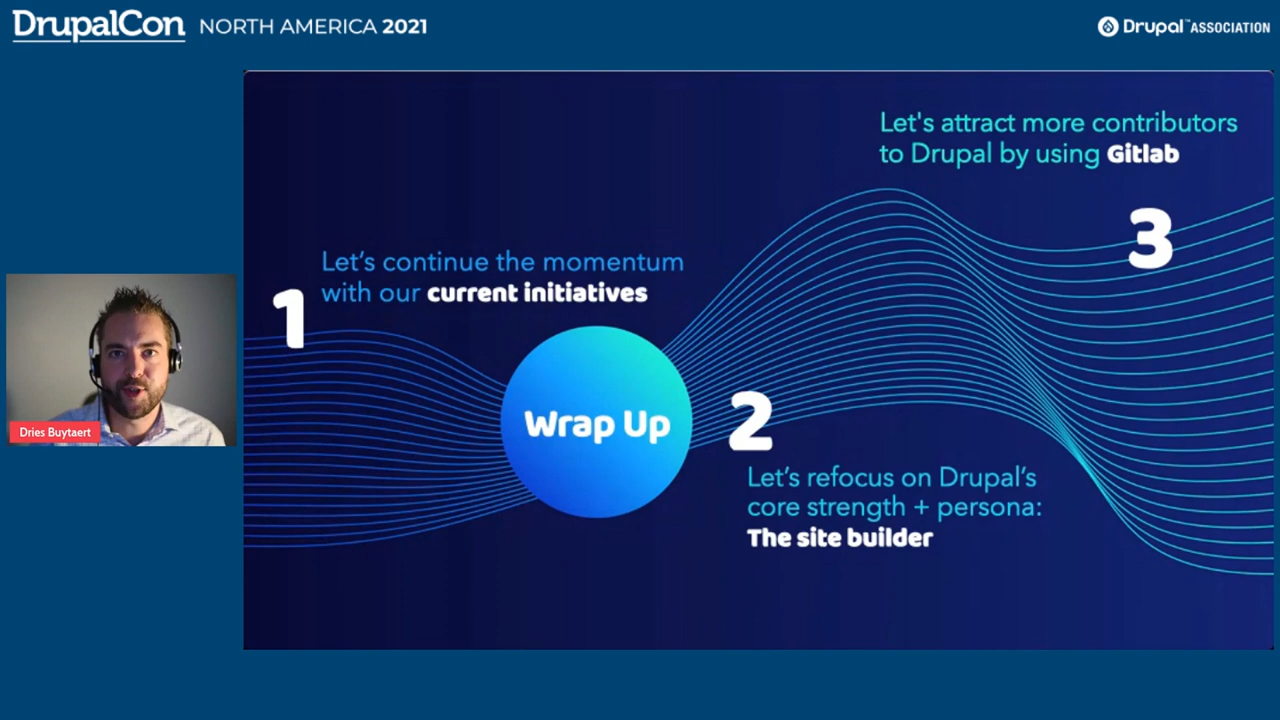 DrupalCon NORTH AMERICA 2021
Drupal™ ASSOCIATION
Let's attract more contributors
to Drupal by using Gitlab
3
1
Let's continue the momentum
with our current initiatives
Wrap Up
2
Let's refocus on Drupal's
core strength + persona:
The site builder
Dries Buytaert